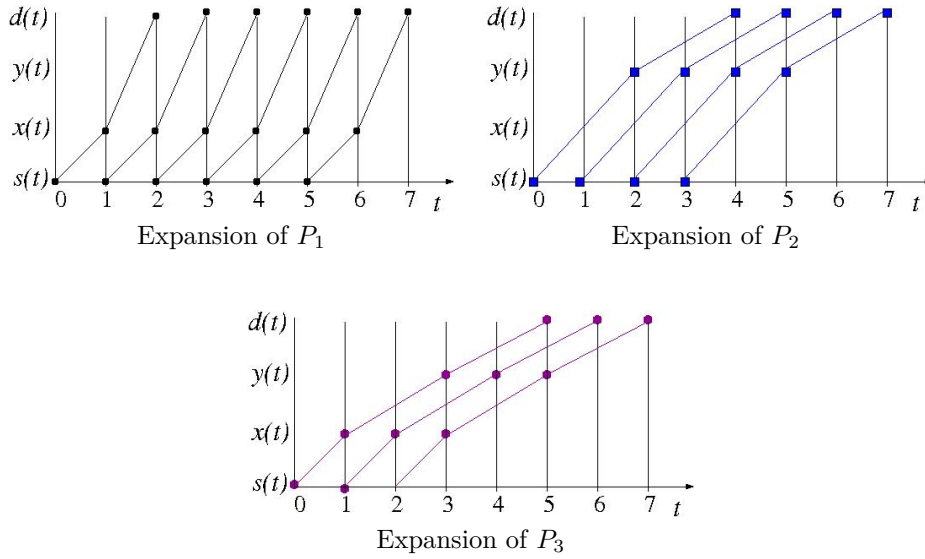 d(t)
y(t)
x(t)
s(t)
0 1 2 3 4 5 6 7 t
Expansion of P₁
d(t)
y(t)
x(t)
s(t)
0 1 2 3 4 5 6 7 t
Expansion of P₂
d(t)
y(t)
x(t)
s(t)
0 1 2 3 4 5 6 7 t
Expansion of P₃